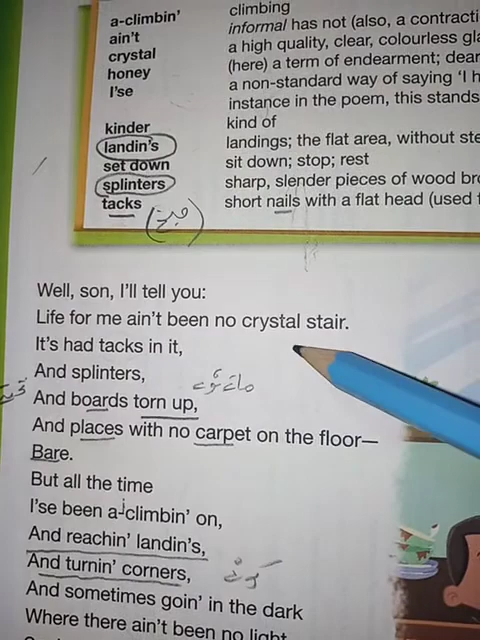 a-climbin' climbing
ain't informal has not (also, a contracti
crystal a high quality, clear, colourless gla
honey (here) a term of endearment; dear
I'se a non-standard way of saying 'I h
instance in the poem, this stands
kinder kind of
landin's landings; the flat area, without ste
set down sit down; stop; rest
splinters sharp, slender pieces of wood bro
tacks short nails with a flat head (used f
Well, son, I'll tell you:
Life for me ain't been no crystal stair.
It's had tacks in it,
And splinters,
And boards torn up,
And places with no carpet on the floor—
Bare.
But all the time
I'se been a-climbin' on,
And reachin' landin's,
And turnin' corners,
And sometimes goin' in the dark
Where there ain't been no light